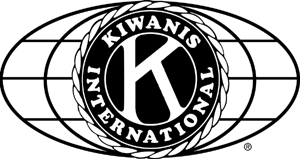 KIWANIS
K
INTERNATIONAL
®